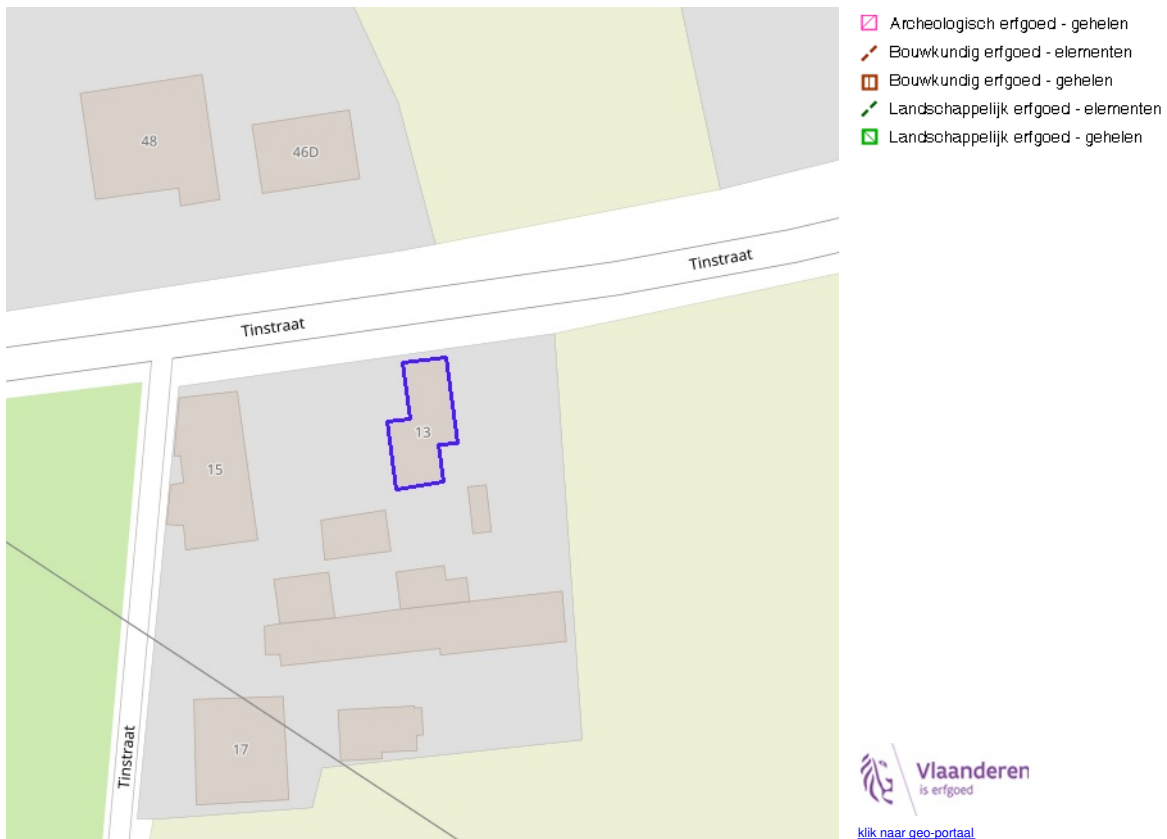 Archeologisch erfgoed - gehelen
Bouwkundig erfgoed - elementen
Bouwkundig erfgoed - gehelen
Landschappelijk erfgoed - elementen
Landschappelijk erfgoed - gehelen
48
46D
Tinstraat
Tinstraat
13
15
17
Tinstraat
Vlaanderen
is erfgoed
klik naar geo-portaal